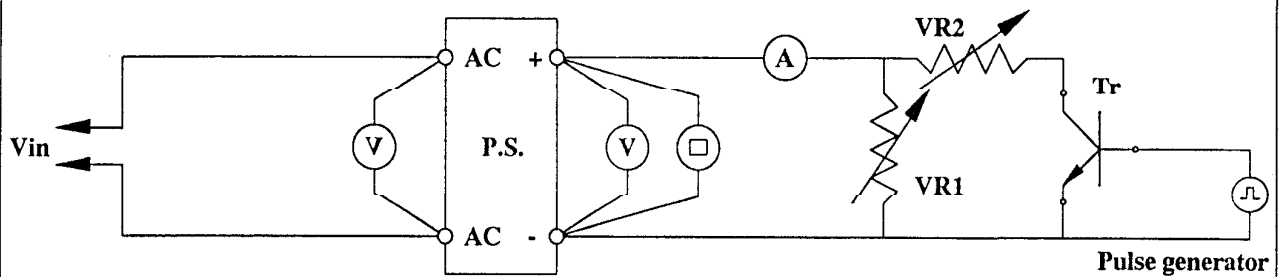 VR2
AC +
A
Tr
Vin
V
P.S.
V
VR1
AC -
Pulse generator